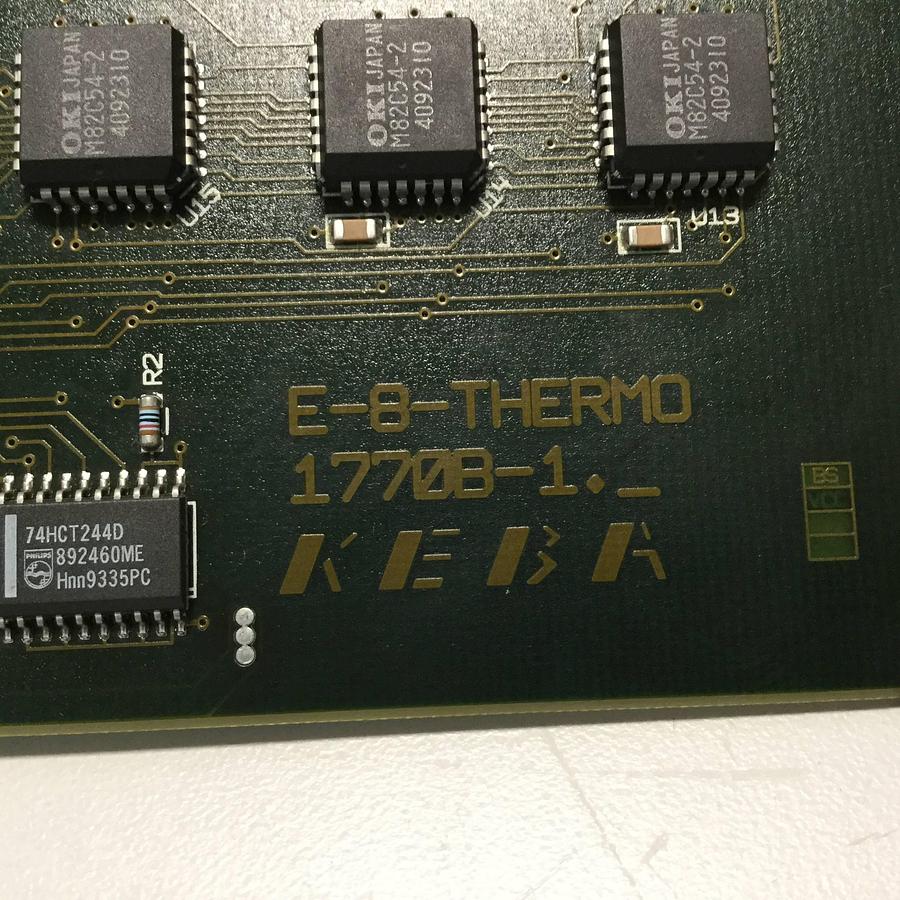 OKI JAPAN
M82C54-2
4092310
OKI JAPAN
M82C54-2
4092310
OKI JAPAN
M82C54-2
4092310
U15
U14
U13
R2
E-8-THERMO
1770B-1._
KEBA
BS
74HCT244D
PHILIPS
892460ME
Hnn9335PC